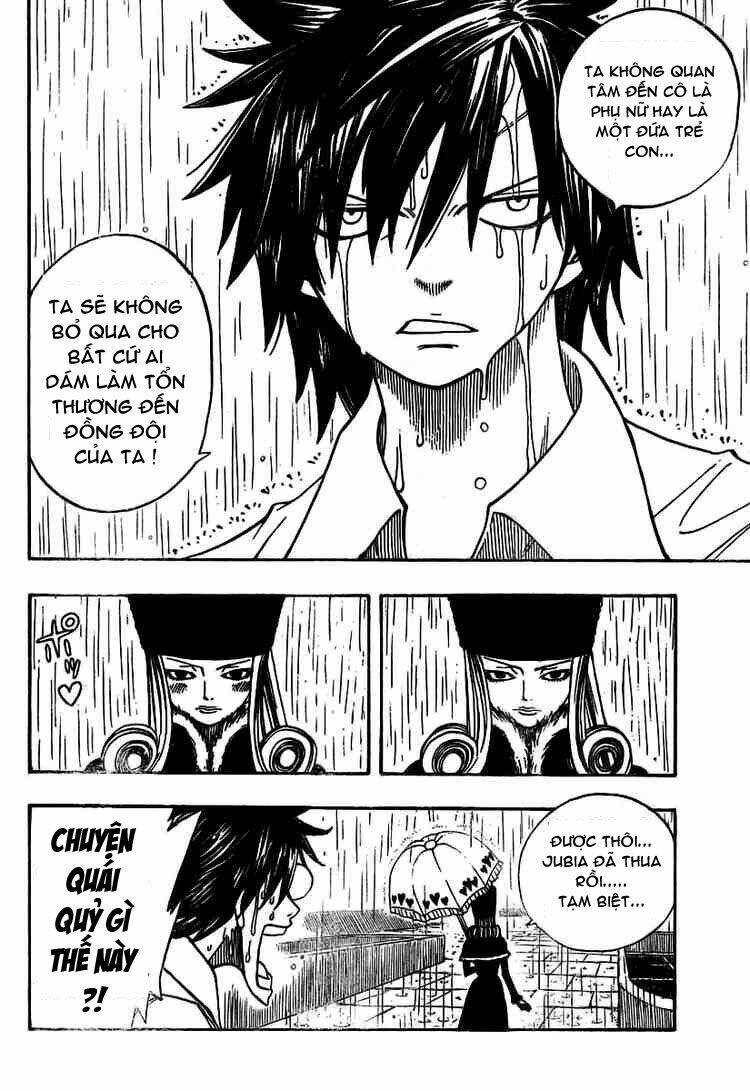 TA KHÔNG QUAN
TÂM ĐẾN CÔ LÀ
PHỤ NỮ HAY LÀ
MỘT ĐỨA TRẺ
CON...
TA SẼ KHÔNG
BỎ QUA CHO
BẤT CỨ AI
DÁM LÀM TỔN
THƯƠNG ĐẾN
ĐỒNG ĐỘI
CỦA TA !
ポッ♡
ĐƯỢC THÔI...
JUBIA ĐÃ THUA
RỒI.....
TẠM BIỆT...
CHUYỆN
QUÁI
QUỶ GÌ
THẾ NÀY
?!